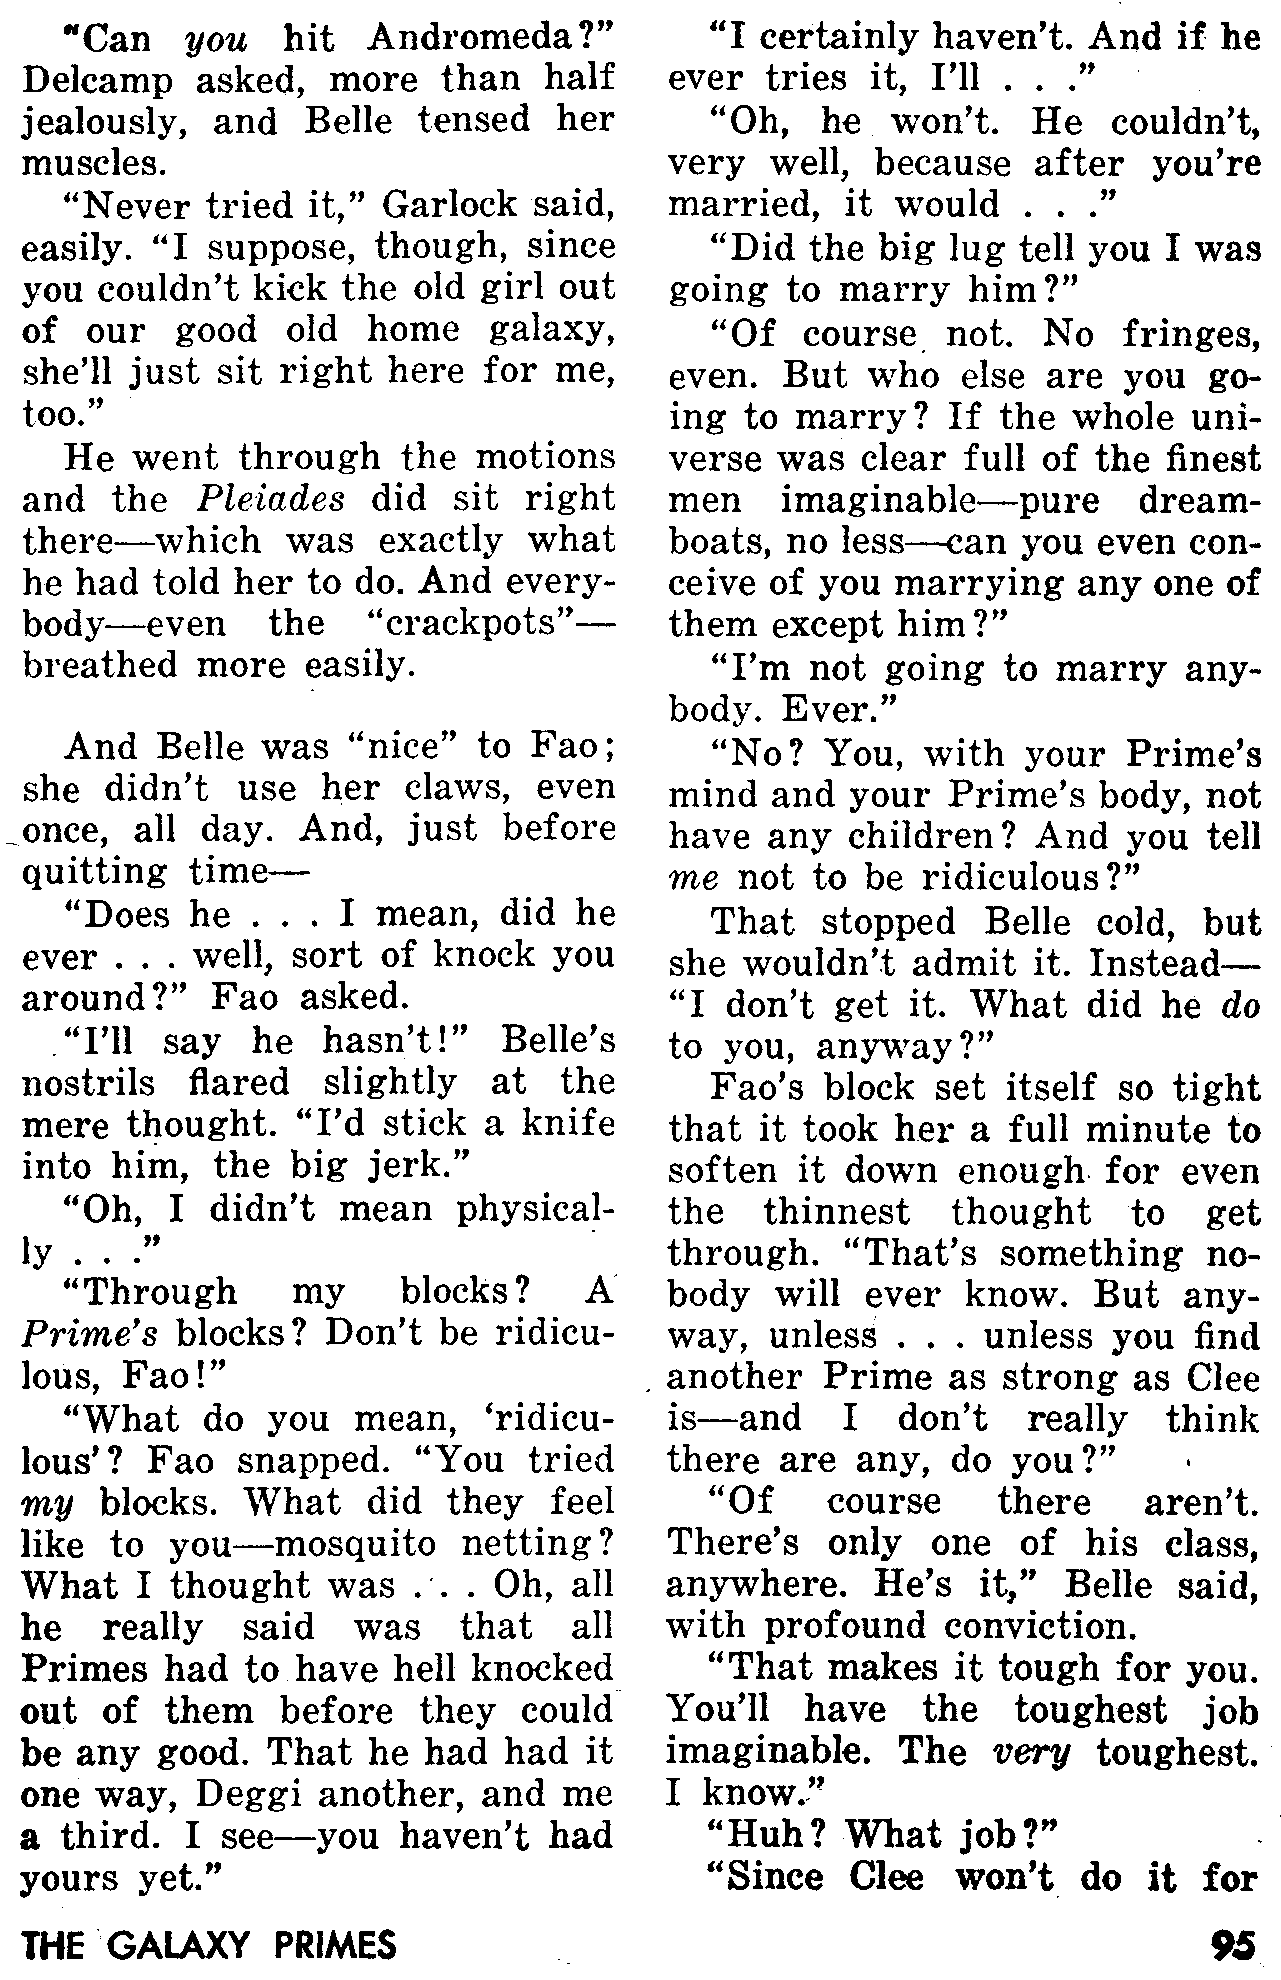 "Can you hit Andromeda?"
Delcamp asked, more than half
jealously, and Belle tensed her
muscles.
"Never tried it," Garlock said,
easily. "I suppose, though, since
you couldn't kick the old girl out
of our good old home galaxy,
she'll just sit right here for me,
too."
He went through the motions
and the Pleiades did sit right
there—which was exactly what
he had told her to do. And every-
body—even the "crackpots"—
breathed more easily.
And Belle was "nice" to Fao;
she didn't use her claws, even
once, all day. And, just before
quitting time—
"Does he . . . I mean, did he
ever . . . well, sort of knock you
around?" Fao asked.
"I'll say he hasn't!" Belle's
nostrils flared slightly at the
mere thought. "I'd stick a knife
into him, the big jerk."
"Oh, I didn't mean physical-
ly . . ."
"Through my blocks? A
Prime's blocks? Don't be ridicu-
lous, Fao!"
"What do you mean, 'ridicu-
lous'? Fao snapped. "You tried
my blocks. What did they feel
like to you—mosquito netting?
What I thought was . . . Oh, all
he really said was that all
Primes had to have hell knocked
out of them before they could
be any good. That he had had it
one way, Deggi another, and me
a third. I see—you haven't had
yours yet."
"I certainly haven't. And if he
ever tries it, I'll . . ."
"Oh, he won't. He couldn't,
very well, because after you're
married, it would . . ."
"Did the big lug tell you I was
going to marry him?"
"Of course not. No fringes,
even. But who else are you go-
ing to marry? If the whole uni-
verse was clear full of the finest
men imaginable—pure dream-
boats, no less—can you even con-
ceive of you marrying any one of
them except him?"
"I'm not going to marry any-
body. Ever."
"No? You, with your Prime's
mind and your Prime's body, not
have any children? And you tell
me not to be ridiculous?"
That stopped Belle cold, but
she wouldn't admit it. Instead—
"I don't get it. What did he do
to you, anyway?"
Fao's block set itself so tight
that it took her a full minute to
soften it down enough for even
the thinnest thought to get
through. "That's something no-
body will ever know. But any-
way, unless . . . unless you find
another Prime as strong as Clee
is—and I don't really think
there are any, do you?"
"Of course there aren't.
There's only one of his class,
anywhere. He's it," Belle said,
with profound conviction.
"That makes it tough for you.
You'll have the toughest job
imaginable. The very toughest.
I know."
"Huh? What job?"
"Since Clee won't do it for
THE GALAXY PRIMES 95